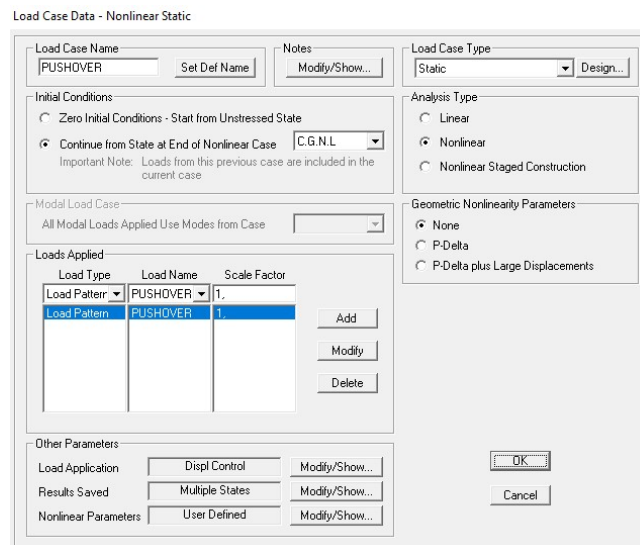 Load Case Data - Nonlinear Static
Load Case Name
PUSHOVER
Set Def Name
Notes
Modify/Show...
Load Case Type
Static
Design...
Initial Conditions
Zero Initial Conditions - Start from Unstressed State
Continue from State at End of Nonlinear Case
C.G.N.L
Important Note: Loads from this previous case are included in the
current case
Analysis Type
Linear
Nonlinear
Nonlinear Staged Construction
Modal Load Case
All Modal Loads Applied Use Modes from Case
Geometric Nonlinearity Parameters
None
P-Delta
P-Delta plus Large Displacements
Loads Applied
Load Type Load Name Scale Factor
Load Pattern PUSHOVER 1,
Load Pattern PUSHOVER 1,
Add
Modify
Delete
Other Parameters
Load Application Displ Control Modify/Show...
Results Saved Multiple States Modify/Show...
Nonlinear Parameters User Defined Modify/Show...
OK
Cancel